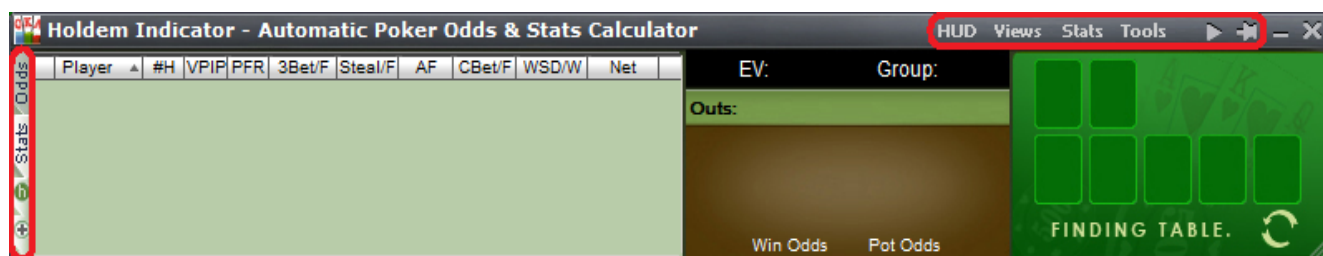 Holdem Indicator - Automatic Poker Odds & Stats Calculator HUD Views Stats Tools
Odds
Stats
h
Player #H VPIP PFR 3Bet/F Steal/F AF CBet/F WSD/W Net
EV: Group:
Outs:
Win Odds Pot Odds
FINDING TABLE.